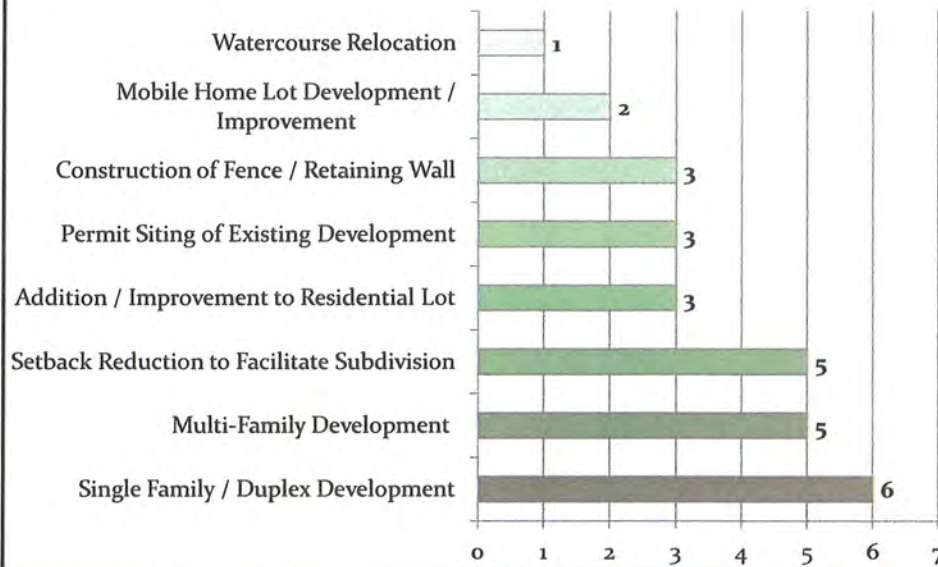 Watercourse Relocation 1
Mobile Home Lot Development /
Improvement 2
Construction of Fence / Retaining Wall 3
Permit Siting of Existing Development 3
Addition / Improvement to Residential Lot 3
Setback Reduction to Facilitate Subdivision 5
Multi-Family Development 5
Single Family / Duplex Development 6
0 1 2 3 4 5 6 7